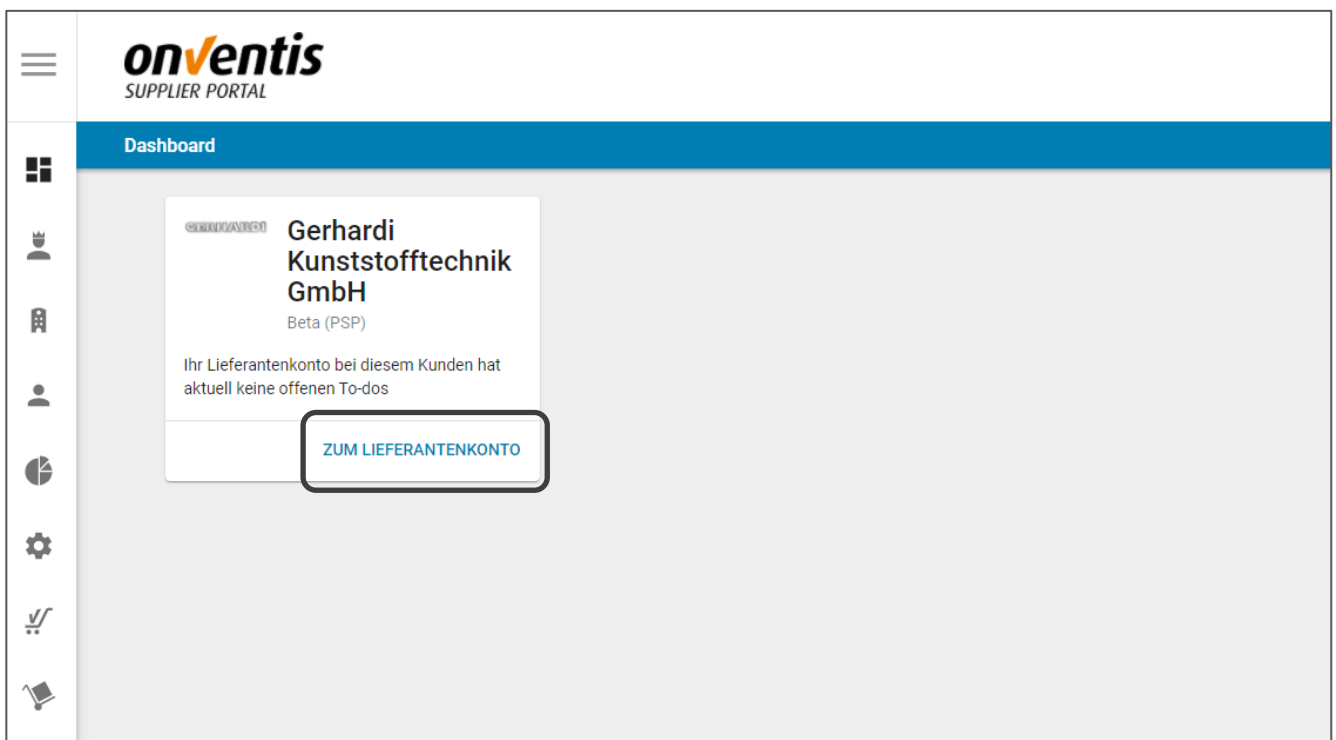 onventis
SUPPLIER PORTAL
Dashboard
GERHARDI
Gerhardi
Kunststofftechnik
GmbH
Beta (PSP)
Ihr Lieferantenkonto bei diesem Kunden hat
aktuell keine offenen To-dos
ZUM LIEFERANTENKONTO